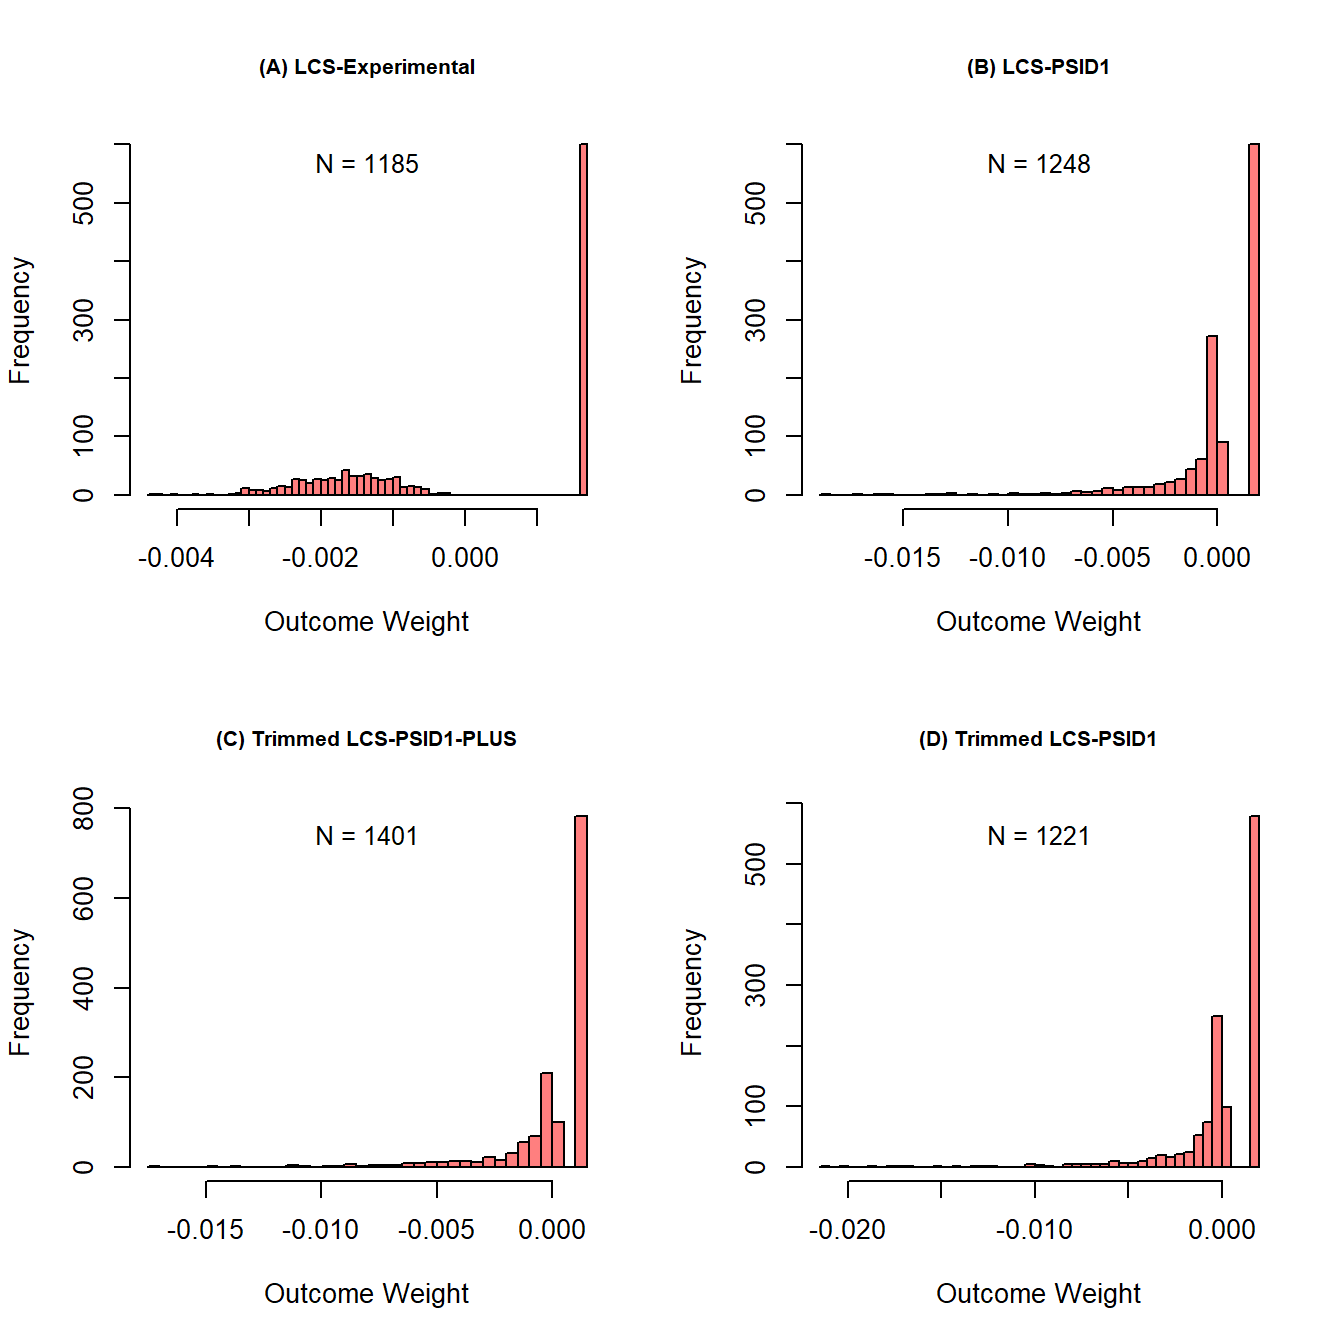 (A) LCS-Experimental
N = 1185
Frequency
500
300
100
0
-0.004
-0.002
0.000
Outcome Weight
(B) LCS-PSID1
N = 1248
Frequency
500
300
100
0
-0.015
-0.010
-0.005
0.000
Outcome Weight
(C) Trimmed LCS-PSID1-PLUS
N = 1401
Frequency
800
600
400
200
0
-0.015
-0.010
-0.005
0.000
Outcome Weight
(D) Trimmed LCS-PSID1
N = 1221
Frequency
500
300
100
0
-0.020
-0.010
0.000
Outcome Weight